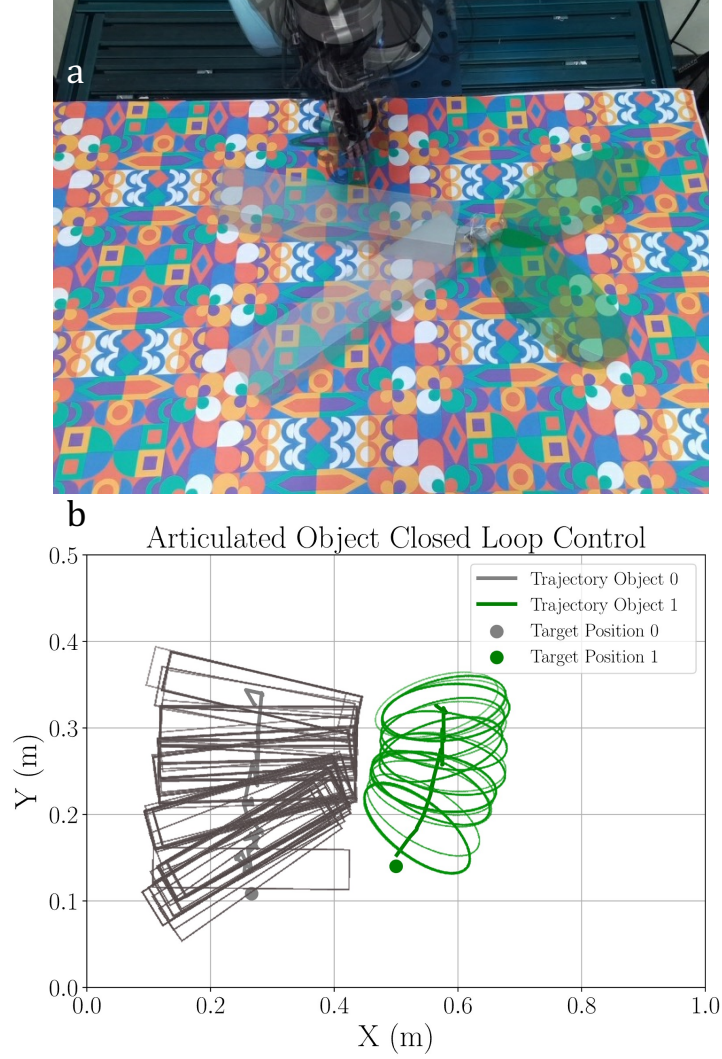 a
b
Articulated Object Closed Loop Control
Trajectory Object 0
Trajectory Object 1
Target Position 0
Target Position 1
0.5
0.4
0.3
0.2
0.1
0.0
Y (m)
0.0 0.2 0.4 0.6 0.8 1.0
X (m)